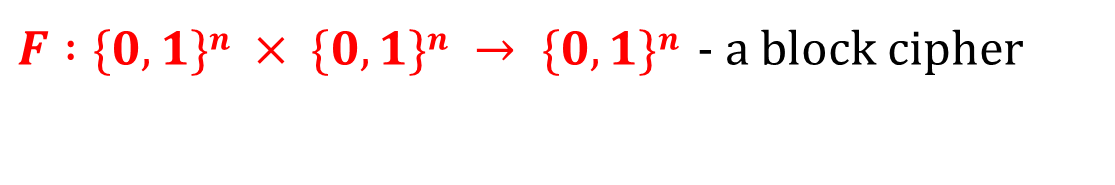 F : {0, 1}ⁿ × {0, 1}ⁿ → {0, 1}ⁿ - a block cipher